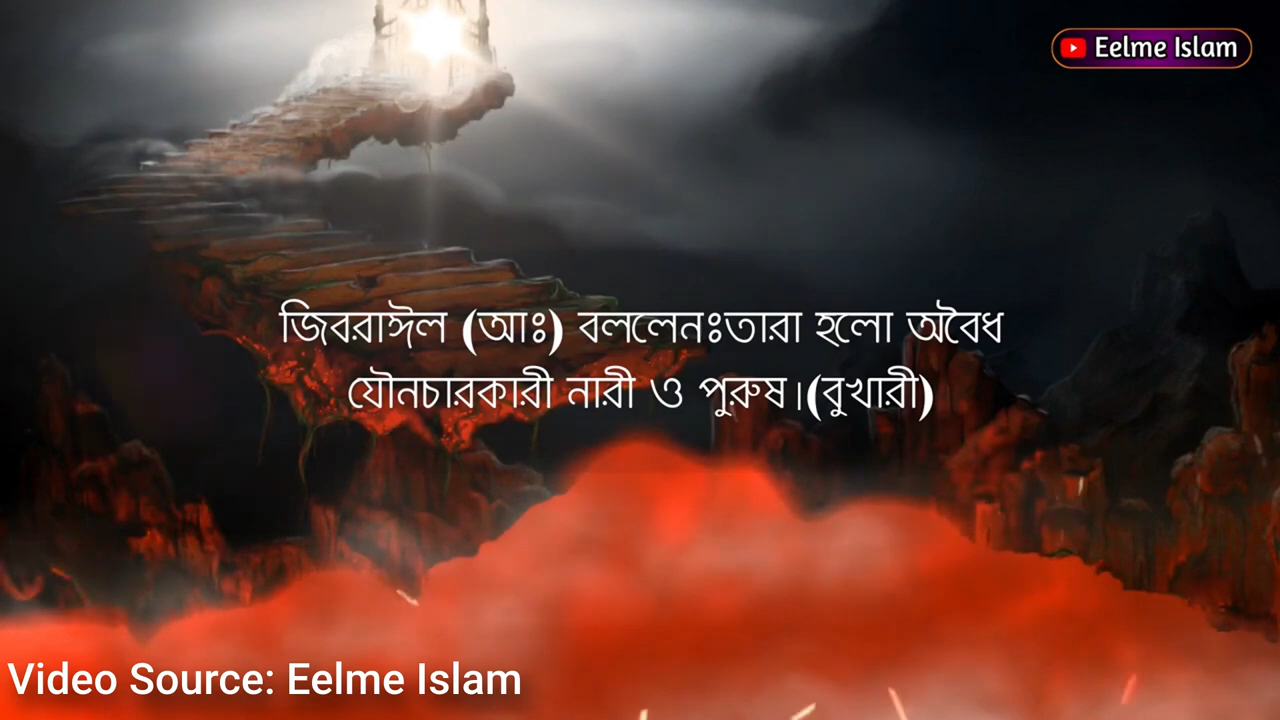 Eelme Islam
জিবরাঈল (আঃ) বললেনঃতারা হলো অবৈধ
যৌনচারকারী নারী ও পুরুষ।(বুখারী)
Video Source: Eelme Islam